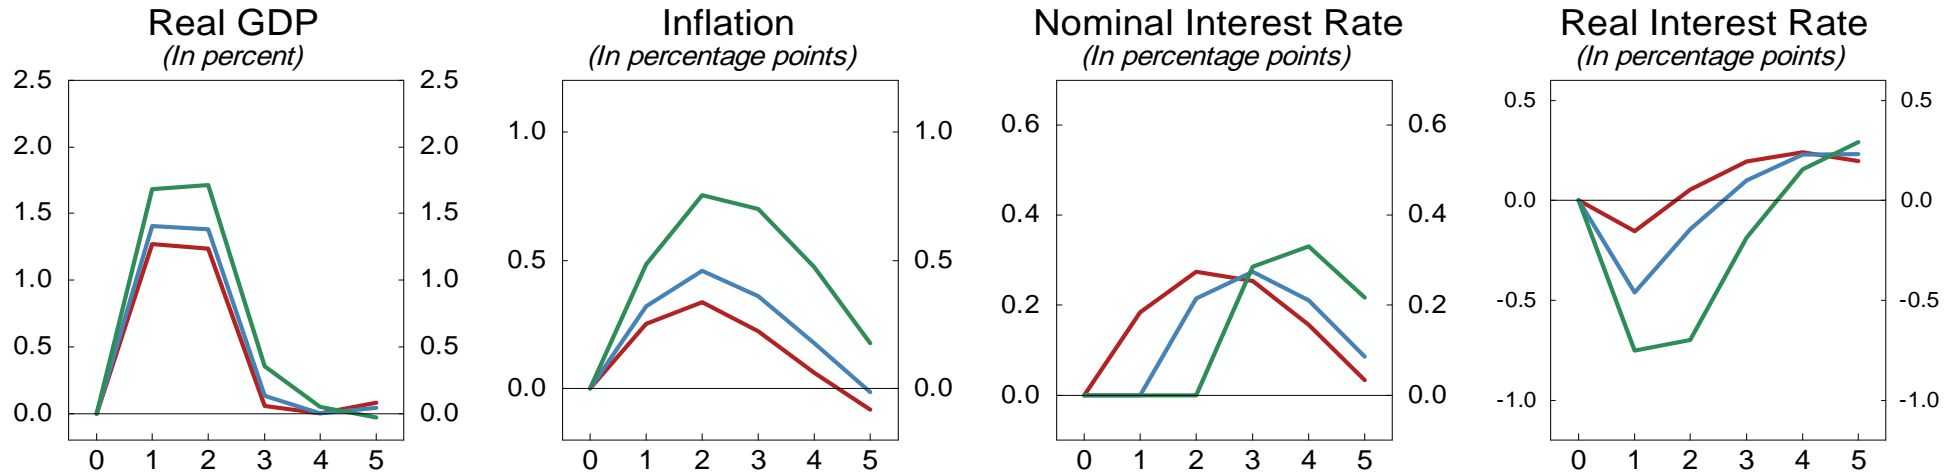 Real GDP
(In percent)
2.5
2.0
1.5
1.0
0.5
0.0
2.5
2.0
1.5
1.0
0.5
0.0
0 1 2 3 4 5
Inflation
(In percentage points)
1.0
0.5
0.0
1.0
0.5
0.0
0 1 2 3 4 5
Nominal Interest Rate
(In percentage points)
0.6
0.4
0.2
0.0
0.6
0.4
0.2
0.0
0 1 2 3 4 5
Real Interest Rate
(In percentage points)
0.5
0.0
-0.5
-1.0
0.5
0.0
-0.5
-1.0
0 1 2 3 4 5